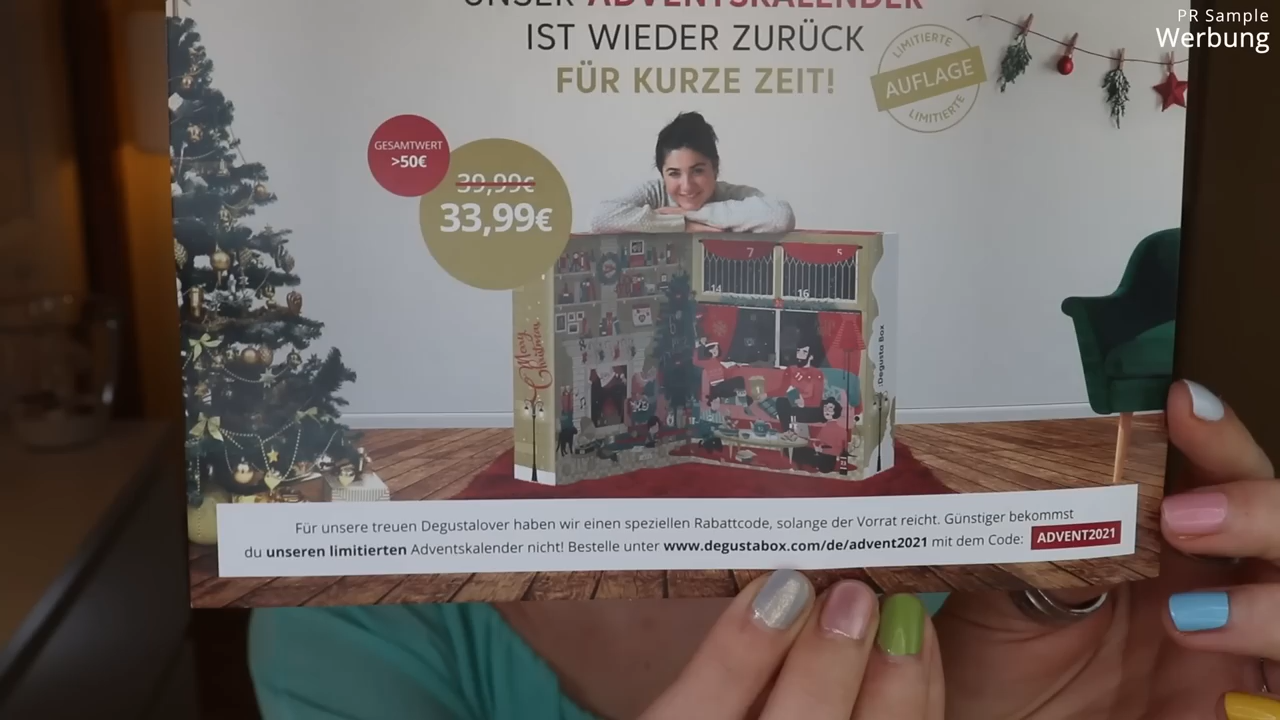 PR Sample
Werbung
UNSER ADVENTSKALENDER
IST WIEDER ZURÜCK
FÜR KURZE ZEIT!
LIMITIERTE
AUFLAGE
LIMITIERTE
GESAMTWERT
>50€
39,99€
33,99€
7
5
14
16
Merry
Christmas
Degusta Box
Für unsere treuen Degustalover haben wir einen speziellen Rabattcode, solange der Vorrat reicht. Günstiger bekommst
du unseren limitierten Adventskalender nicht! Bestelle unter www.degustabox.com/de/advent2021 mit dem Code: ADVENT2021